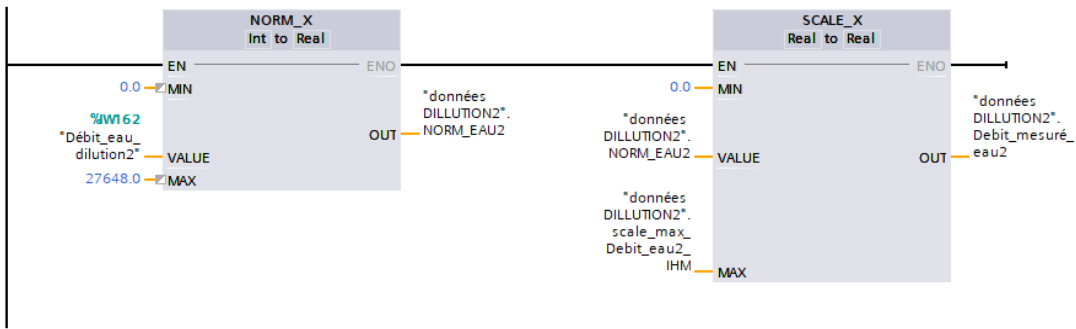 NORM_X
Int to Real
EN
ENO
0.0
MIN
%IW162
"Débit_eau_
dilution2"
VALUE
27648.0
MAX
OUT
"données
DILLUTION2".
NORM_EAU2
SCALE_X
Real to Real
EN
ENO
0.0
MIN
"données
DILLUTION2".
NORM_EAU2
VALUE
"données
DILLUTION2".
scale_max_
Debit_eau2_
IHM
MAX
OUT
"données
DILLUTION2".
Debit_mesuré_
eau2